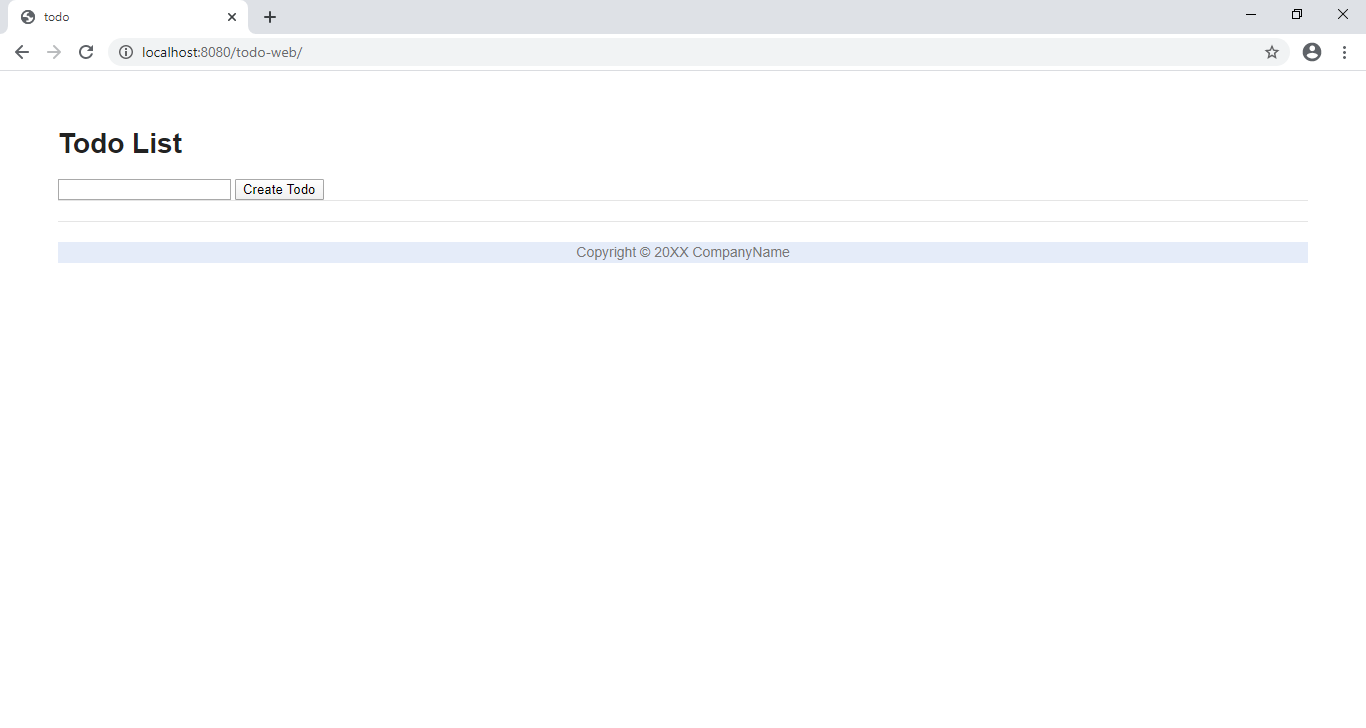 todo
localhost:8080/todo-web/
Todo List
Create Todo
Copyright © 20XX CompanyName